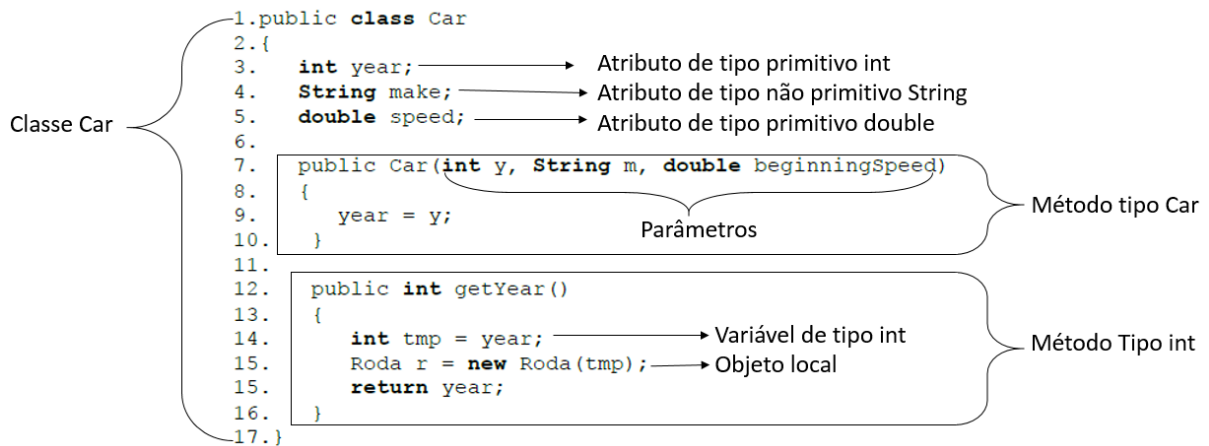 1.public class Car
2.{
3. int year; Atributo de tipo primitivo int
4. String make; Atributo de tipo não primitivo String
5. double speed; Atributo de tipo primitivo double
Classe Car
6.
7. public Car(int y, String m, double beginningSpeed)
8. {
9. year = y;
Parâmetros
10. }
Método tipo Car
11.
12. public int getYear()
13. {
14. int tmp = year; Variável de tipo int
15. Roda r = new Roda(tmp); Objeto local
15. return year;
16. }
Método Tipo int
17.}